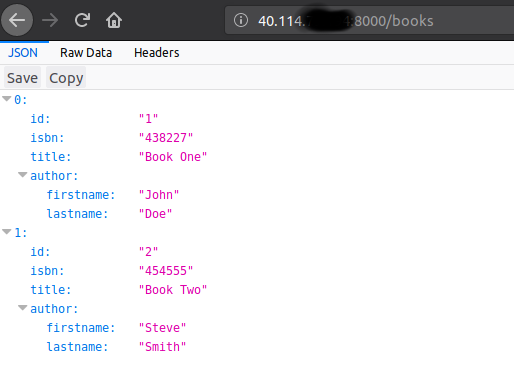 40.114. :8000/books
JSON Raw Data Headers
Save Copy
0:
id: "1"
isbn: "438227"
title: "Book One"
author:
firstname: "John"
lastname: "Doe"
1:
id: "2"
isbn: "454555"
title: "Book Two"
author:
firstname: "Steve"
lastname: "Smith"